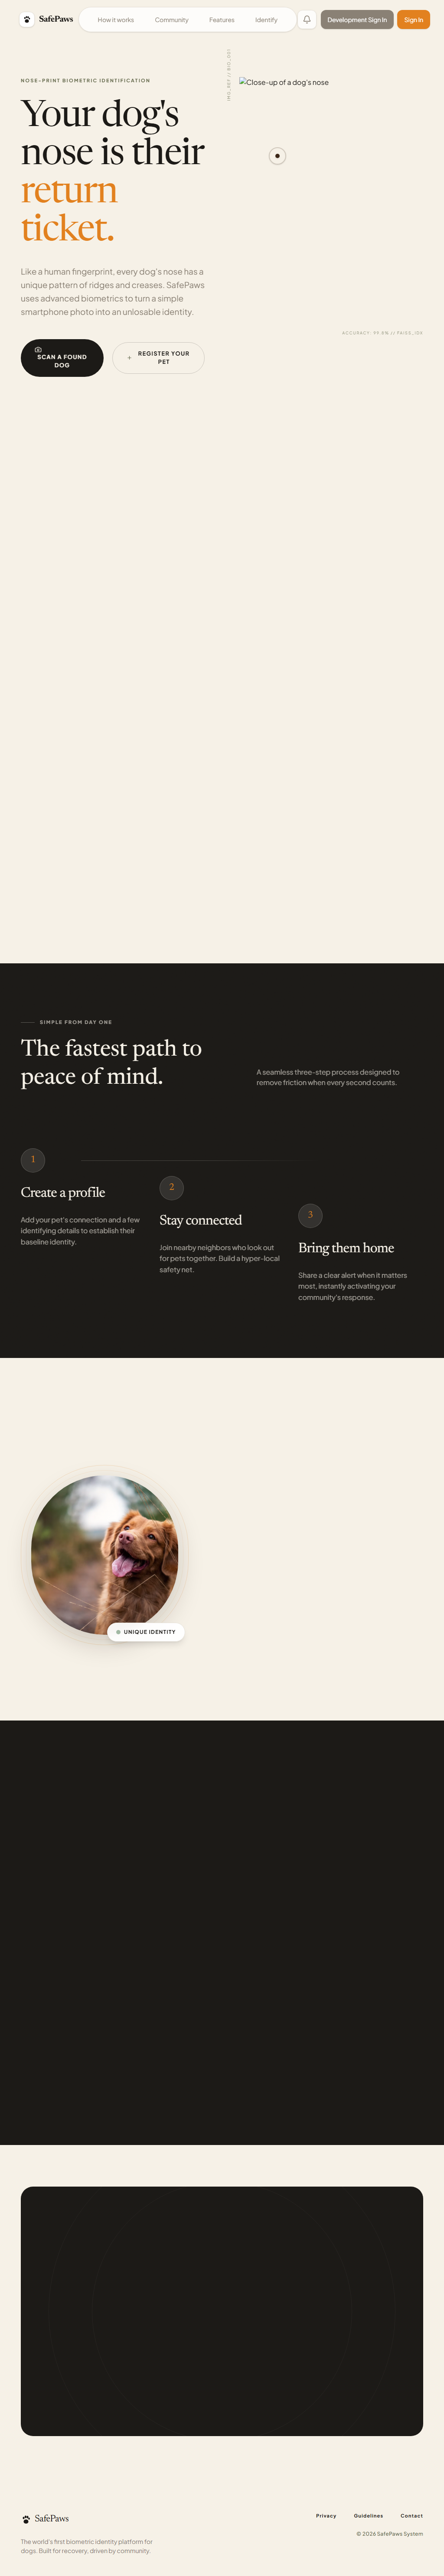 SafePaws
How it works
Community
Features
Identify
Development Sign In
Sign In
NOSE-PRINT BIOMETRIC IDENTIFICATION
Your dog's
nose is their
return
ticket.
Like a human fingerprint, every dog's nose has a
unique pattern of ridges and creases. SafePaws
uses advanced biometrics to turn a simple
smartphone photo into an unlosable identity.
SCAN A FOUND
DOG
+ REGISTER YOUR
PET
Close-up of a dog's nose
SIMPLE FROM DAY ONE
The fastest path to
peace of mind.
A seamless three-step process designed to
remove friction when every second counts.
1
Create a profile
Add your pet's connection and a few
identifying details to establish their
baseline identity.
2
Stay connected
Join nearby neighbors who look out
for pets together. Build a hyper-local
safety net.
3
Bring them home
Share a clear alert when it matters
most, instantly activating your
community's response.
UNIQUE IDENTITY
SafePaws
The world's first biometric identity platform for
dogs. Built for recovery, driven by community.
Privacy
Guidelines
Contact
© 2026 SafePaws System